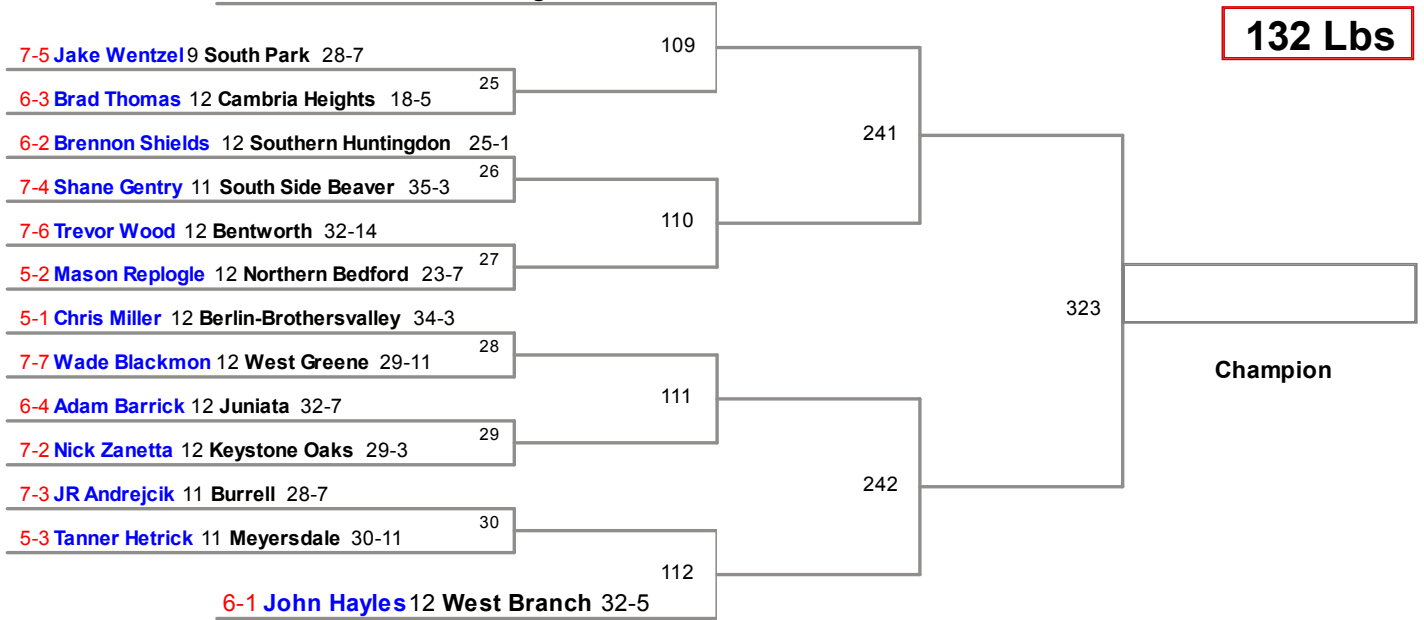 132 Lbs
109
7-5 Jake Wentzel 9 South Park 28-7
25
6-3 Brad Thomas 12 Cambria Heights 18-5
241
6-2 Brennon Shields 12 Southern Huntingdon 25-1
26
7-4 Shane Gentry 11 South Side Beaver 35-3
110
7-6 Trevor Wood 12 Bentworth 32-14
27
5-2 Mason Replogle 12 Northern Bedford 23-7
323
5-1 Chris Miller 12 Berlin-Brothersvalley 34-3
28
7-7 Wade Blackmon 12 West Greene 29-11
Champion
111
6-4 Adam Barrick 12 Juniata 32-7
29
7-2 Nick Zanetta 12 Keystone Oaks 29-3
242
7-3 JR Andrejcik 11 Burrell 28-7
30
5-3 Tanner Hetrick 11 Meyersdale 30-11
112
6-1 John Hayles 12 West Branch 32-5